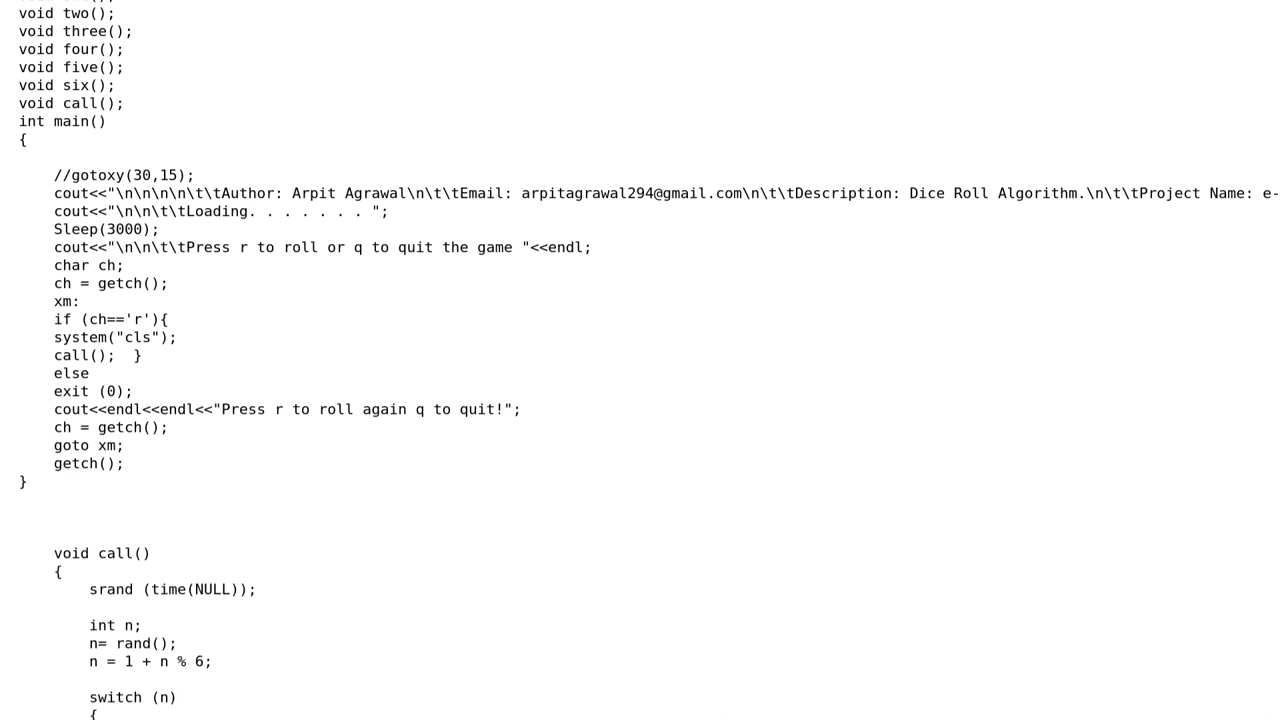 void two();
void three();
void four();
void five();
void six();
void call();
int main()
{
//gotoxy(30,15);
cout<<"\n\n\n\n\t\tAuthor: Arpit Agrawal\n\t\tEmail: arpitagrawal294@gmail.com\n\t\tDescription: Dice Roll Algorithm.\n\t\tProject Name: e-
cout<<"\n\n\t\tLoading. . . . . . . ";
Sleep(3000);
cout<<"\n\n\t\tPress r to roll or q to quit the game "<<endl;
char ch;
ch = getch();
xm:
if (ch=='r'){
system("cls");
call();  }
else
exit (0);
cout<<endl<<endl<<"Press r to roll again q to quit!";
ch = getch();
goto xm;
getch();
}
void call()
{
srand (time(NULL));
int n;
n= rand();
n = 1 + n % 6;
switch (n)
{